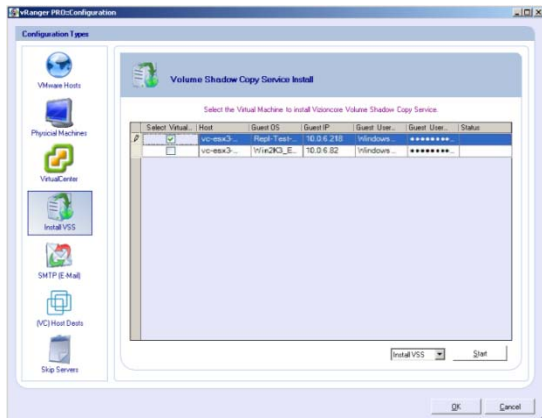 vRanger PRO::Configuration
Configuration Types
VMware Hosts
Physical Machines
VirtualCenter
Install VSS
SMTP (E-Mail)
(VC) Host Dests
Skip Servers
Volume Shadow Copy Service Install
Select the Virtual Machine to install Vizioncore Volume Shadow Copy Service.
Select Virtual... Host Guest OS Guest IP Guest User... Guest User... Status
vc-esx3-... Repl-Test-... 10.0.6.218 Windows... ●●●●●●●●...
vc-esx3-... Win2K3_E... 10.0.6.82 Windows... ●●●●●●●●...
Install VSS Start
OK Cancel